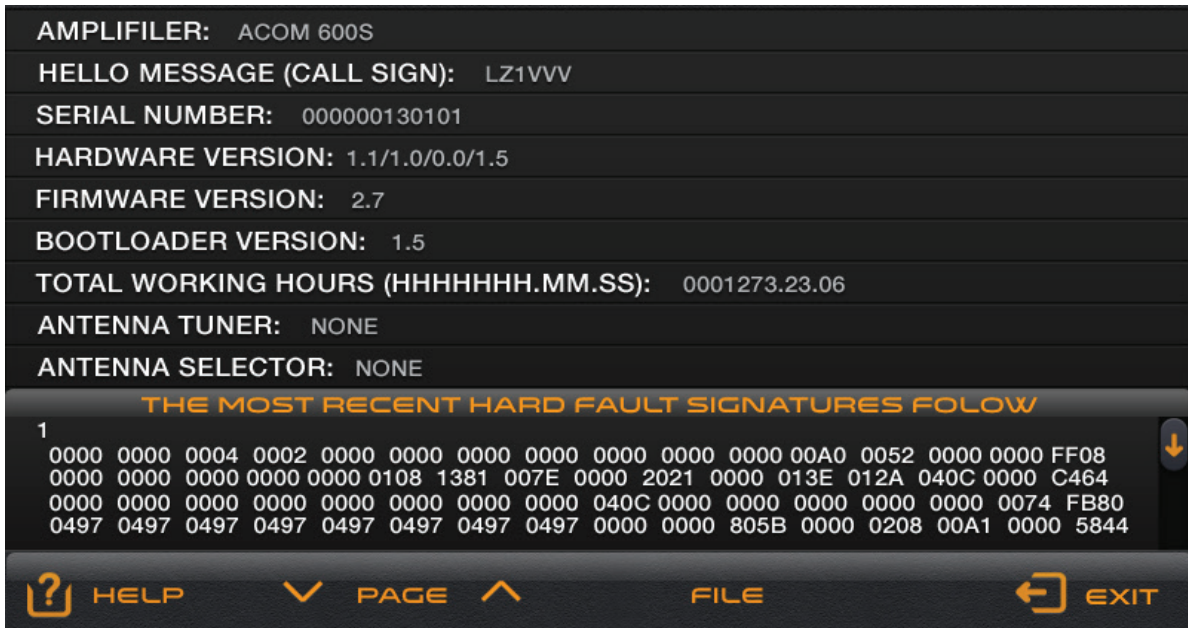 AMPLIFILER: ACOM 600S
HELLO MESSAGE (CALL SIGN): LZ1VVV
SERIAL NUMBER: 000000130101
HARDWARE VERSION: 1.1/1.0/0.0/1.5
FIRMWARE VERSION: 2.7
BOOTLOADER VERSION: 1.5
TOTAL WORKING HOURS (HHHHHHH.MM.SS): 0001273.23.06
ANTENNA TUNER: NONE
ANTENNA SELECTOR: NONE
THE MOST RECENT HARD FAULT SIGNATURES FOLOW
1
0000 0000 0004 0002 0000 0000 0000 0000 0000 0000 0000 00A0 0052 0000 0000 FF08
0000 0000 0000 0000 0000 0108 1381 007E 0000 2021 0000 013E 012A 040C 0000 C464
0000 0000 0000 0000 0000 0000 0000 0000 040C 0000 0000 0000 0000 0000 0074 FB80
0497 0497 0497 0497 0497 0497 0497 0497 0000 0000 805B 0000 0208 00A1 0000 5844
HELP PAGE FILE EXIT